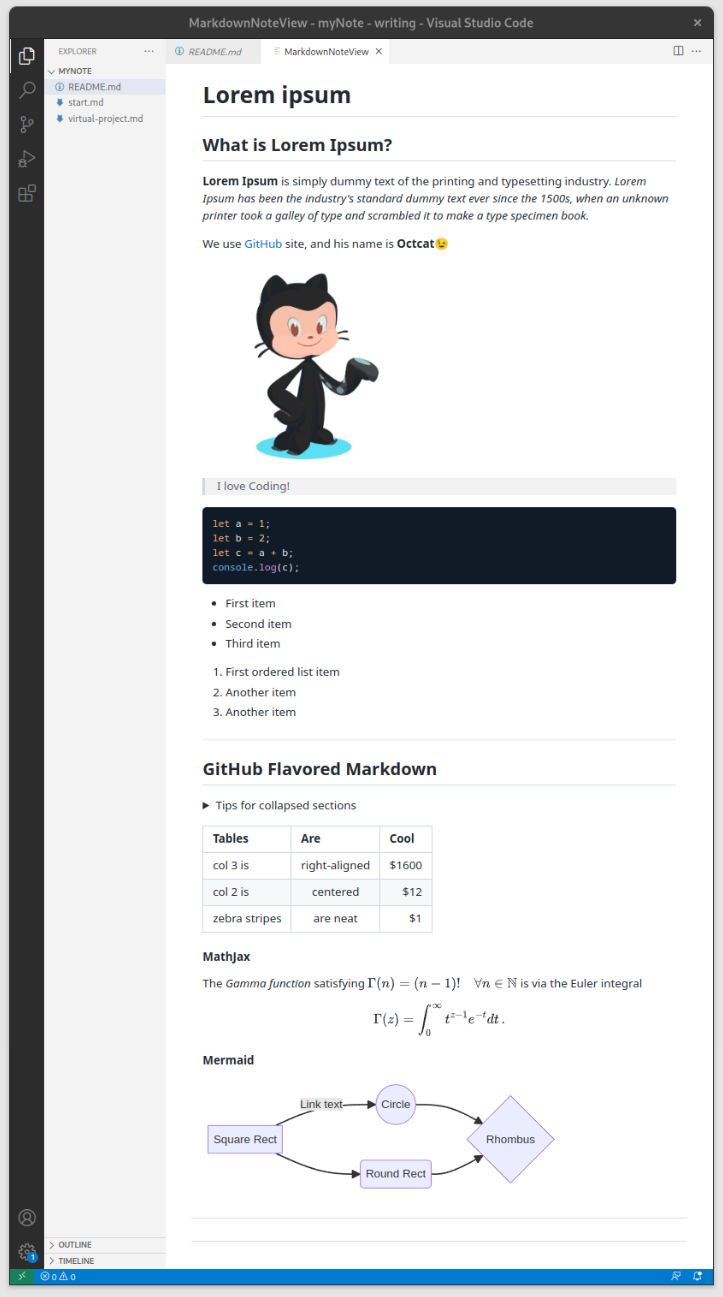 MarkdownNoteView - myNote - writing - Visual Studio Code
EXPLORER
README.md
MarkdownNoteView
MYNOTE
README.md
start.md
virtual-project.md
Lorem ipsum
What is Lorem Ipsum?
Lorem Ipsum is simply dummy text of the printing and typesetting industry. Lorem
Ipsum has been the industry's standard dummy text ever since the 1500s, when an unknown
printer took a galley of type and scrambled it to make a type specimen book.
We use GitHub site, and his name is Octcat😉
I love Coding!
let a = 1;
let b = 2;
let c = a + b;
console.log(c);
• First item
• Second item
• Third item
1. First ordered list item
2. Another item
3. Another item
GitHub Flavored Markdown
Tips for collapsed sections
Tables Are Cool
col 3 is right-aligned $1600
col 2 is centered $12
zebra stripes are neat $1
MathJax
The Gamma function satisfying Γ(n) = (n − 1)! ∀n ∈ ℕ is via the Euler integral
Γ(z) = ∫₀^∞ t^{z−1}e^{−t}dt .
Mermaid
Link text
Circle
Square Rect
Rhombus
Round Rect
OUTLINE
1
TIMELINE
0 0